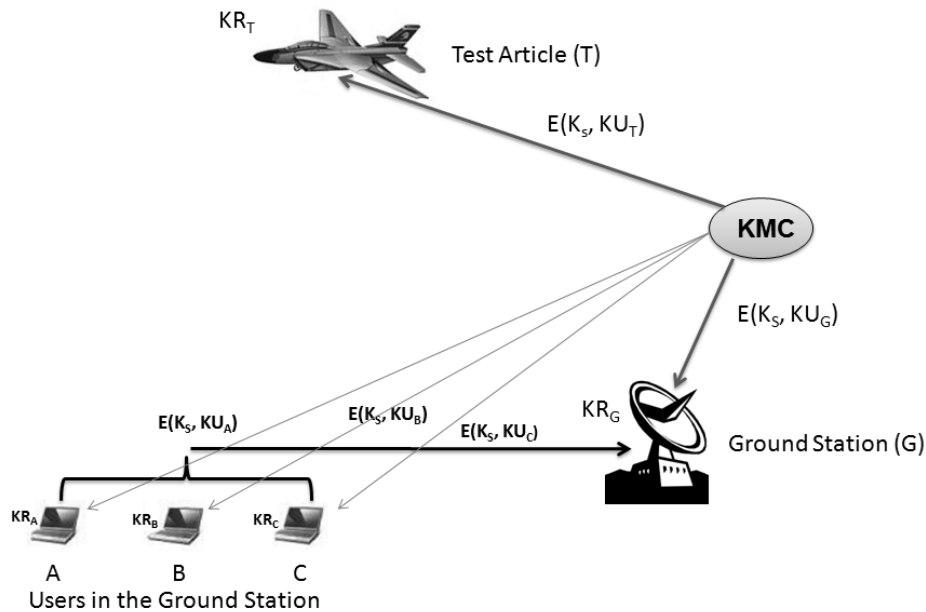 KR_T
Test Article (T)
E(K_s, KU_T)
KMC
E(K_S, KU_G)
KR_G
E(K_S, KU_A)
E(K_S, KU_B)
E(K_S, KU_C)
Ground Station (G)
KR_A
KR_B
KR_C
A B C
Users in the Ground Station